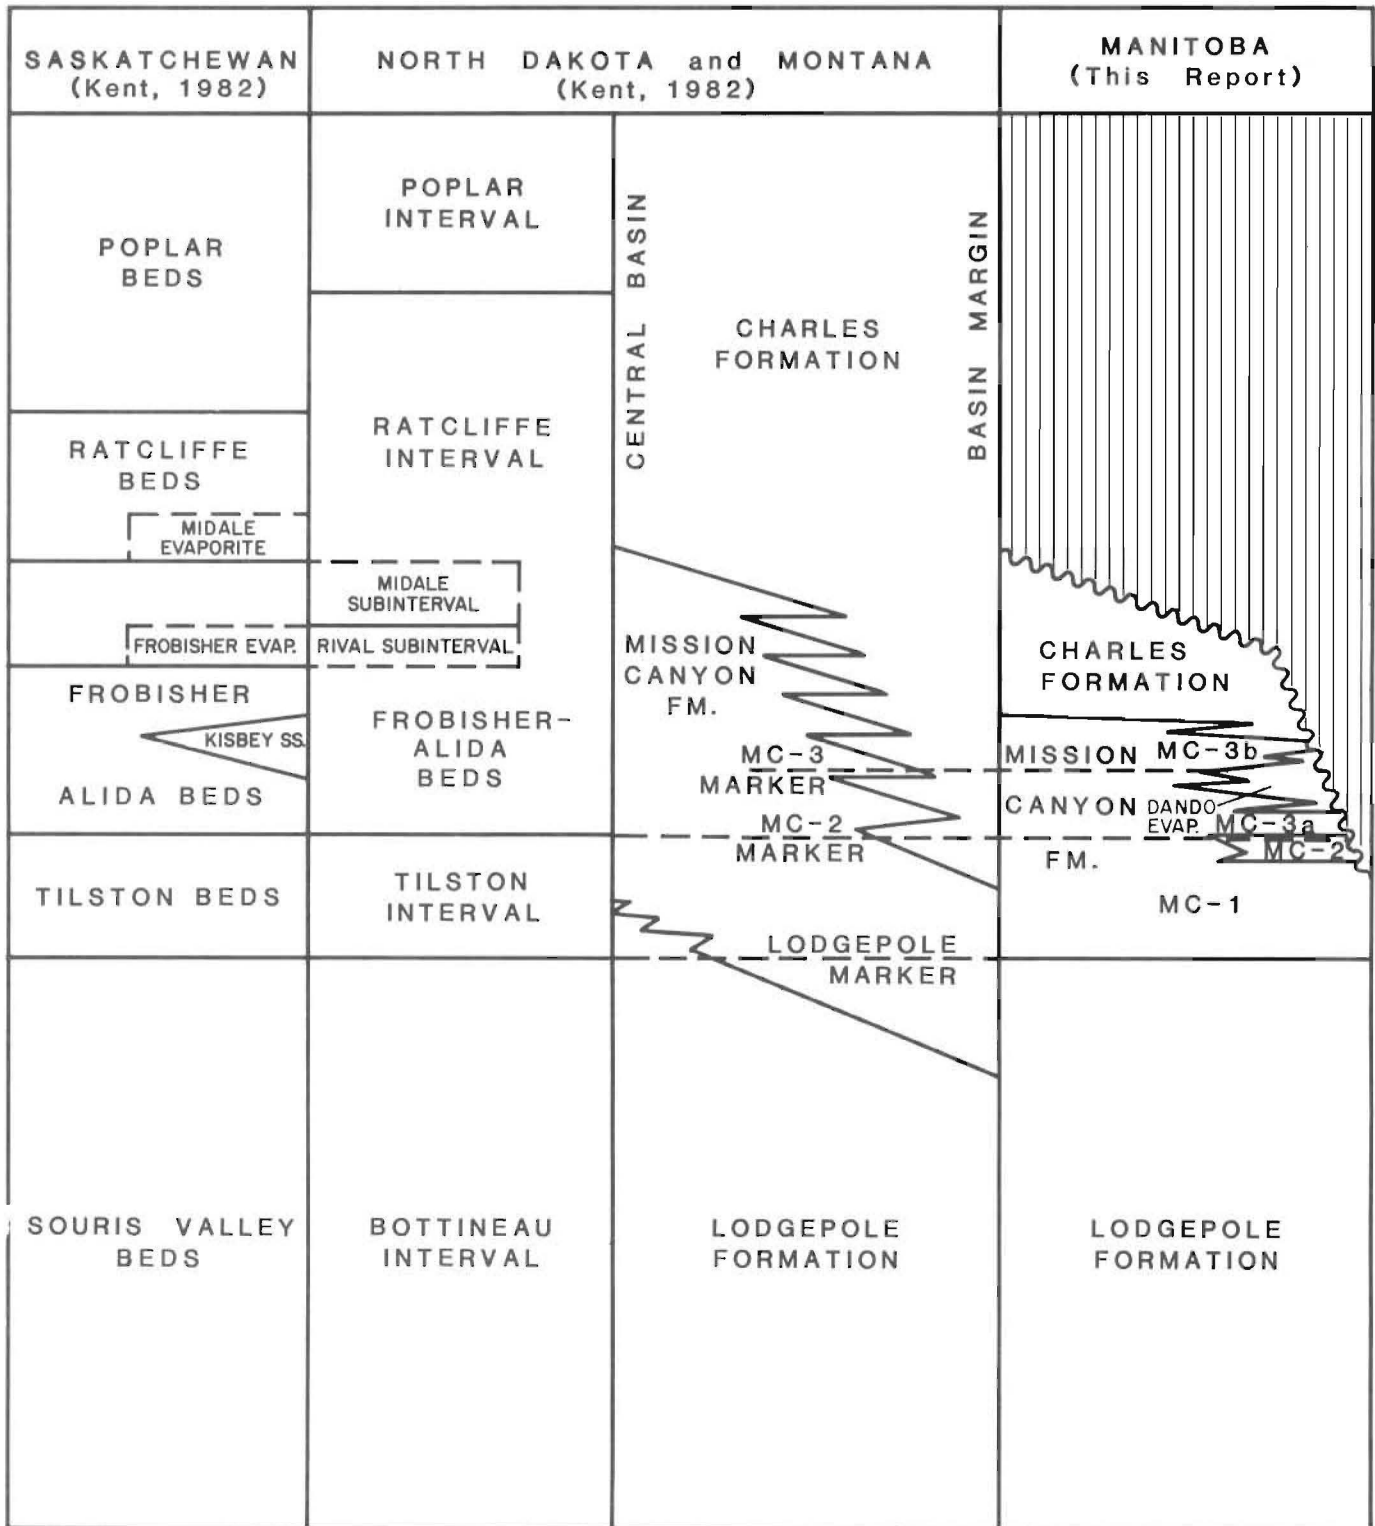 SASKATCHEWAN
(Kent, 1982)
NORTH DAKOTA and MONTANA
(Kent, 1982)
MANITOBA
(This Report)
POPLAR
BEDS
RATCLIFFE
BEDS
MIDALE
EVAPORITE
FROBISHER EVAP.
FROBISHER
KISBEY SS.
ALIDA BEDS
TILSTON BEDS
SOURIS VALLEY
BEDS
POPLAR
INTERVAL
RATCLIFFE
INTERVAL
MIDALE
SUBINTERVAL
RIVAL SUBINTERVAL
FROBISHER-
ALIDA
BEDS
TILSTON
INTERVAL
BOTTINEAU
INTERVAL
CENTRAL BASIN
CHARLES
FORMATION
BASIN MARGIN
MISSION
CANYON
FM.
MC-3
MARKER
MC-2
MARKER
LODGEPOLE
MARKER
LODGEPOLE
FORMATION
CHARLES
FORMATION
MISSION
CANYON
FM.
MC-3b
DANDO
EVAP.
MC-3a
MC-2
MC-1
LODGEPOLE
FORMATION